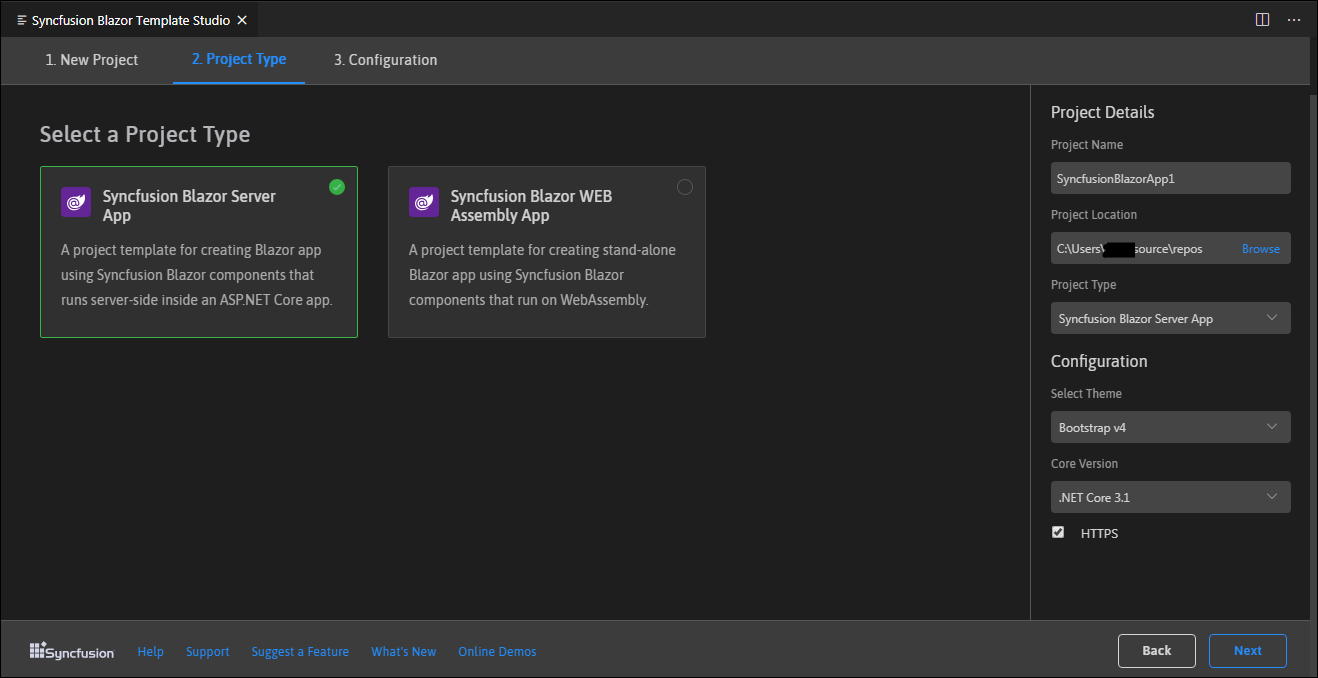 Syncfusion Blazor Template Studio
1. New Project
2. Project Type
3. Configuration
Select a Project Type
Syncfusion Blazor Server
App
A project template for creating Blazor app
using Syncfusion Blazor components that
runs server-side inside an ASP.NET Core app.
Syncfusion Blazor WEB
Assembly App
A project template for creating stand-alone
Blazor app using Syncfusion Blazor
components that run on WebAssembly.
Project Details
Project Name
SyncfusionBlazorApp1
Project Location
C:\Users\ source\repos
Browse
Project Type
Syncfusion Blazor Server App
Configuration
Select Theme
Bootstrap v4
Core Version
.NET Core 3.1
HTTPS
Syncfusion
Help
Support
Suggest a Feature
What's New
Online Demos
Back
Next